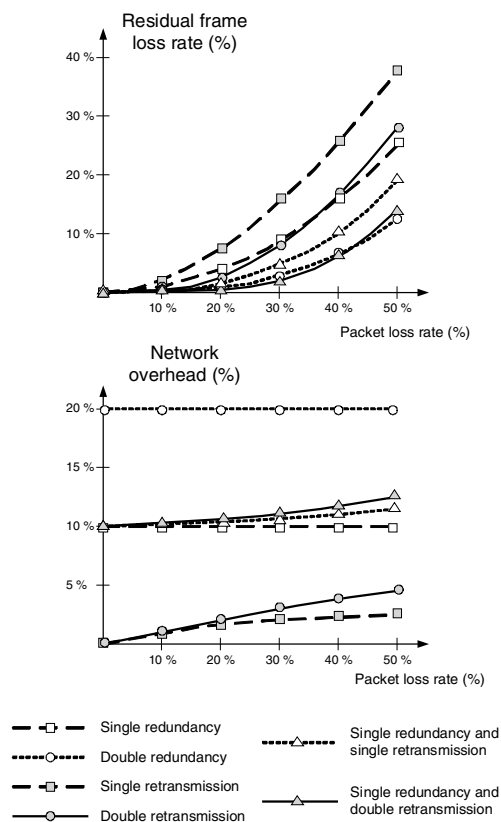 Residual frame
loss rate (%)
40 %
30 %
20 %
10 %
10 % 20 % 30 % 40 % 50 %
Packet loss rate (%)
Network
overhead (%)
20 %
15 %
10 %
5 %
10 % 20 % 30 % 40 % 50 %
Packet loss rate (%)
Single redundancy
Double redundancy
Single retransmission
Double retransmission
Single redundancy and
single retransmission
Single redundancy and
double retransmission